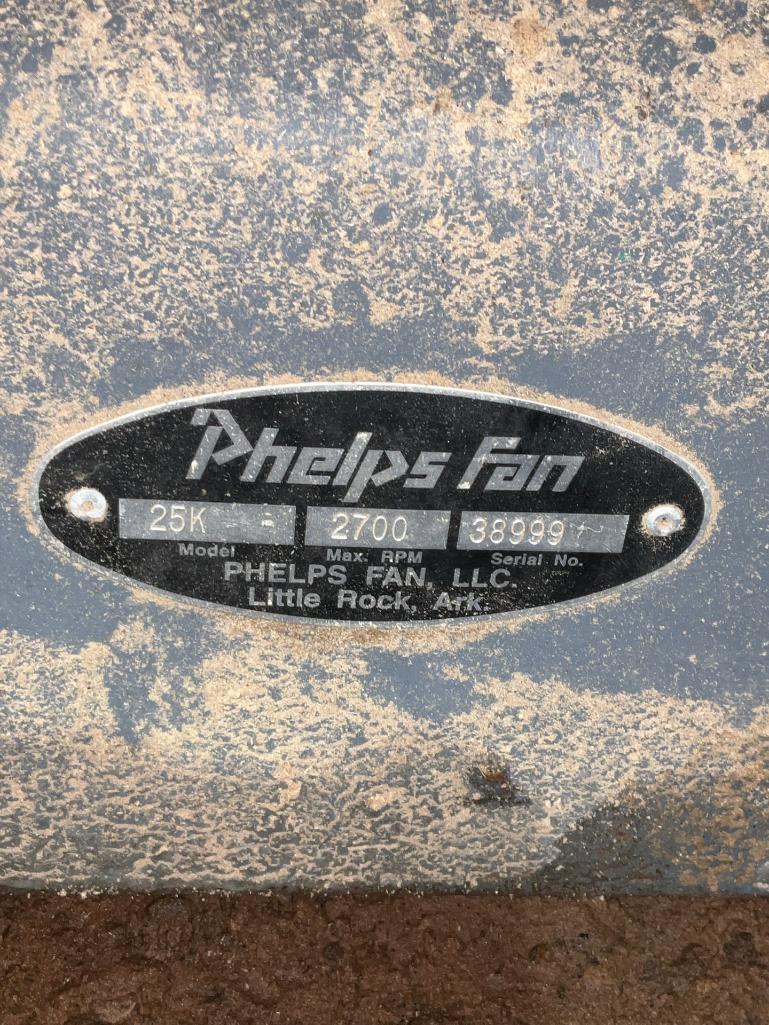 Phelps Fan
25K 2700 38999
Model Max. RPM Serial No.
PHELPS FAN, LLC.
Little Rock, Ark.